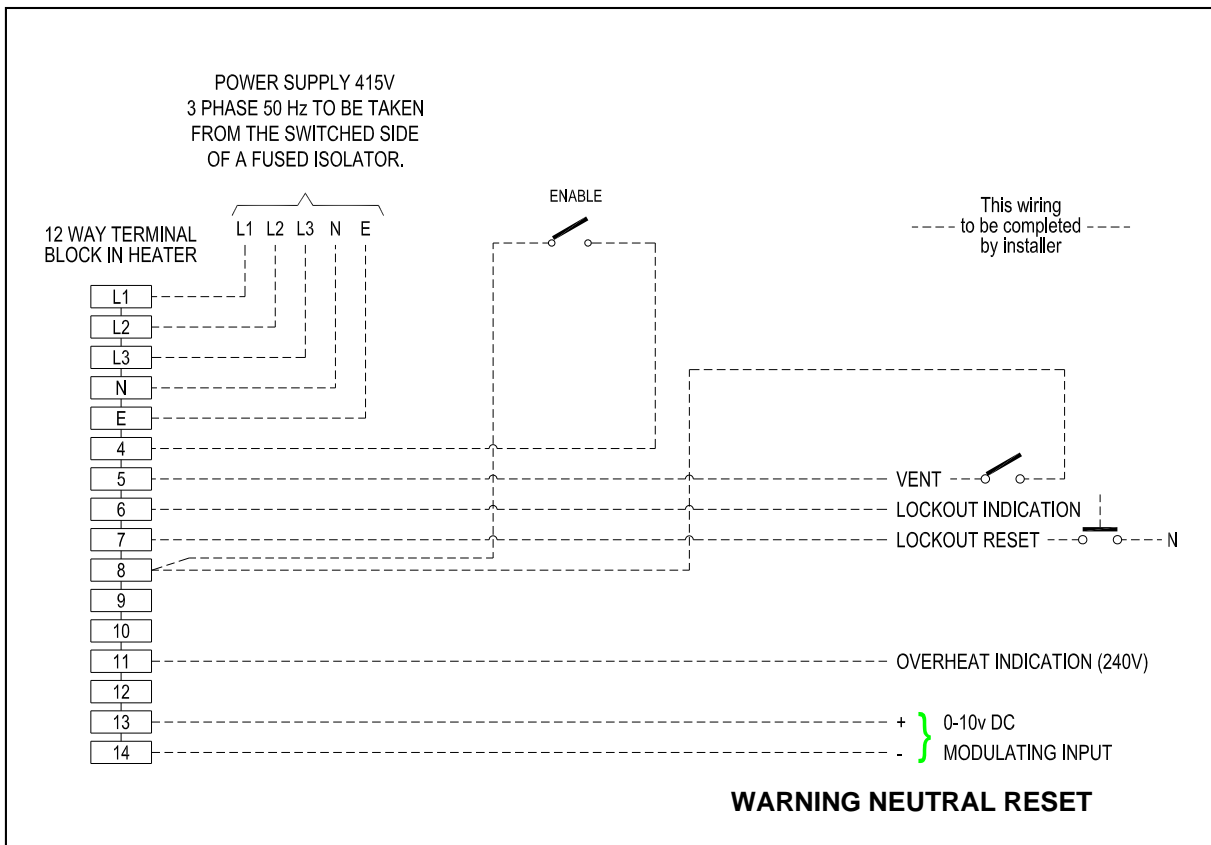 POWER SUPPLY 415V
3 PHASE 50 Hz TO BE TAKEN
FROM THE SWITCHED SIDE
OF A FUSED ISOLATOR.
L1 L2 L3 N E
ENABLE
This wiring
to be completed
by installer
12 WAY TERMINAL
BLOCK IN HEATER
L1
L2
L3
N
E
4
5 VENT
6 LOCKOUT INDICATION
7 LOCKOUT RESET N
8
9
10
11 OVERHEAT INDICATION (240V)
12
13 + 0-10v DC
14 - MODULATING INPUT
WARNING NEUTRAL RESET